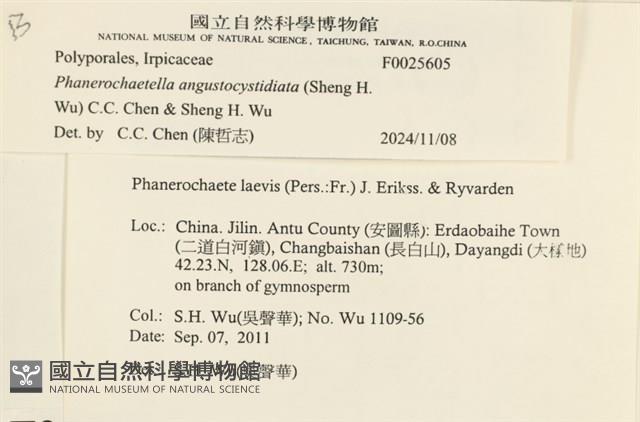 國立自然科學博物館
NATIONAL MUSEUM OF NATURAL SCIENCE, TAICHUNG, TAIWAN, R.O.CHINA
Polyporales, Irpicaceae F0025605
Phanerochaetella angustocystidiata (Sheng H.
Wu) C.C. Chen & Sheng H. Wu
Det. by C.C. Chen (陳哲志) 2024/11/08
Phanerochaete laevis (Pers.:Fr.) J. Erikss. & Ryvarden
Loc.: China. Jilin. Antu County (安圖縣): Erdaobaihe Town
(二道白河鎮), Changbaishan (長白山), Dayangdi (大樣地)
42.23.N, 128.06.E; alt. 730m;
on branch of gymnosperm
Col.: S.H. Wu(吳聲華); No. Wu 1109-56
Date: Sep. 07, 2011
國立自然科學博物館
NATIONAL MUSEUM OF NATURAL SCIENCE
聲華)